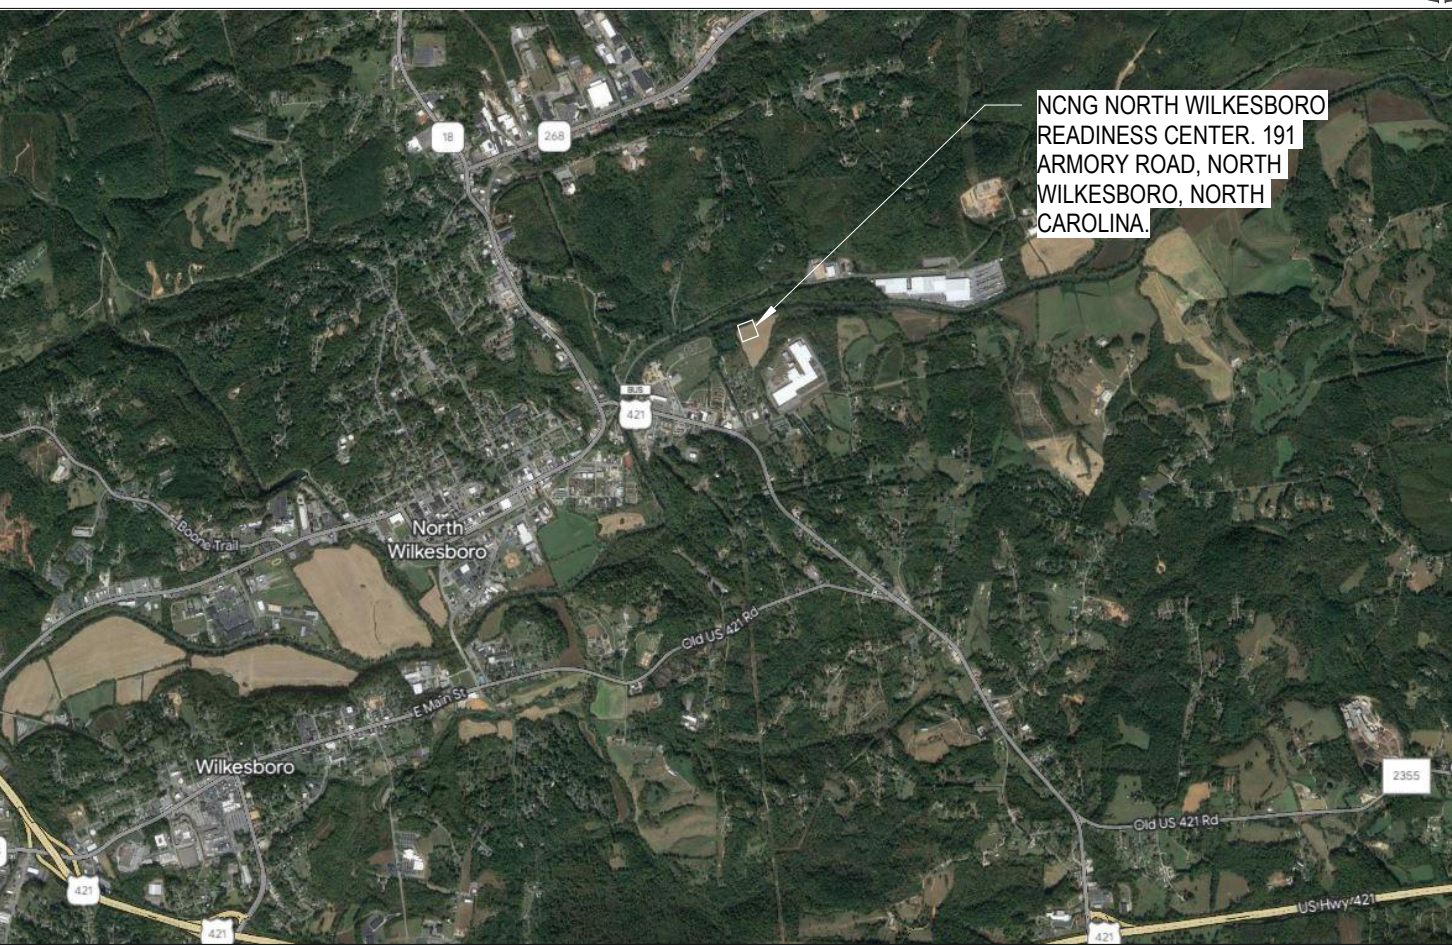 NCNG NORTH WILKESBORO
READINESS CENTER. 191
ARMORY ROAD, NORTH
WILKESBORO, NORTH
CAROLINA.
18
268
BUS
421
Boone Trail
North
Wilkesboro
Old US 421 Rd
E Main St
Wilkesboro
2355
Old US 421 Rd
421
US Hwy 421
421
421